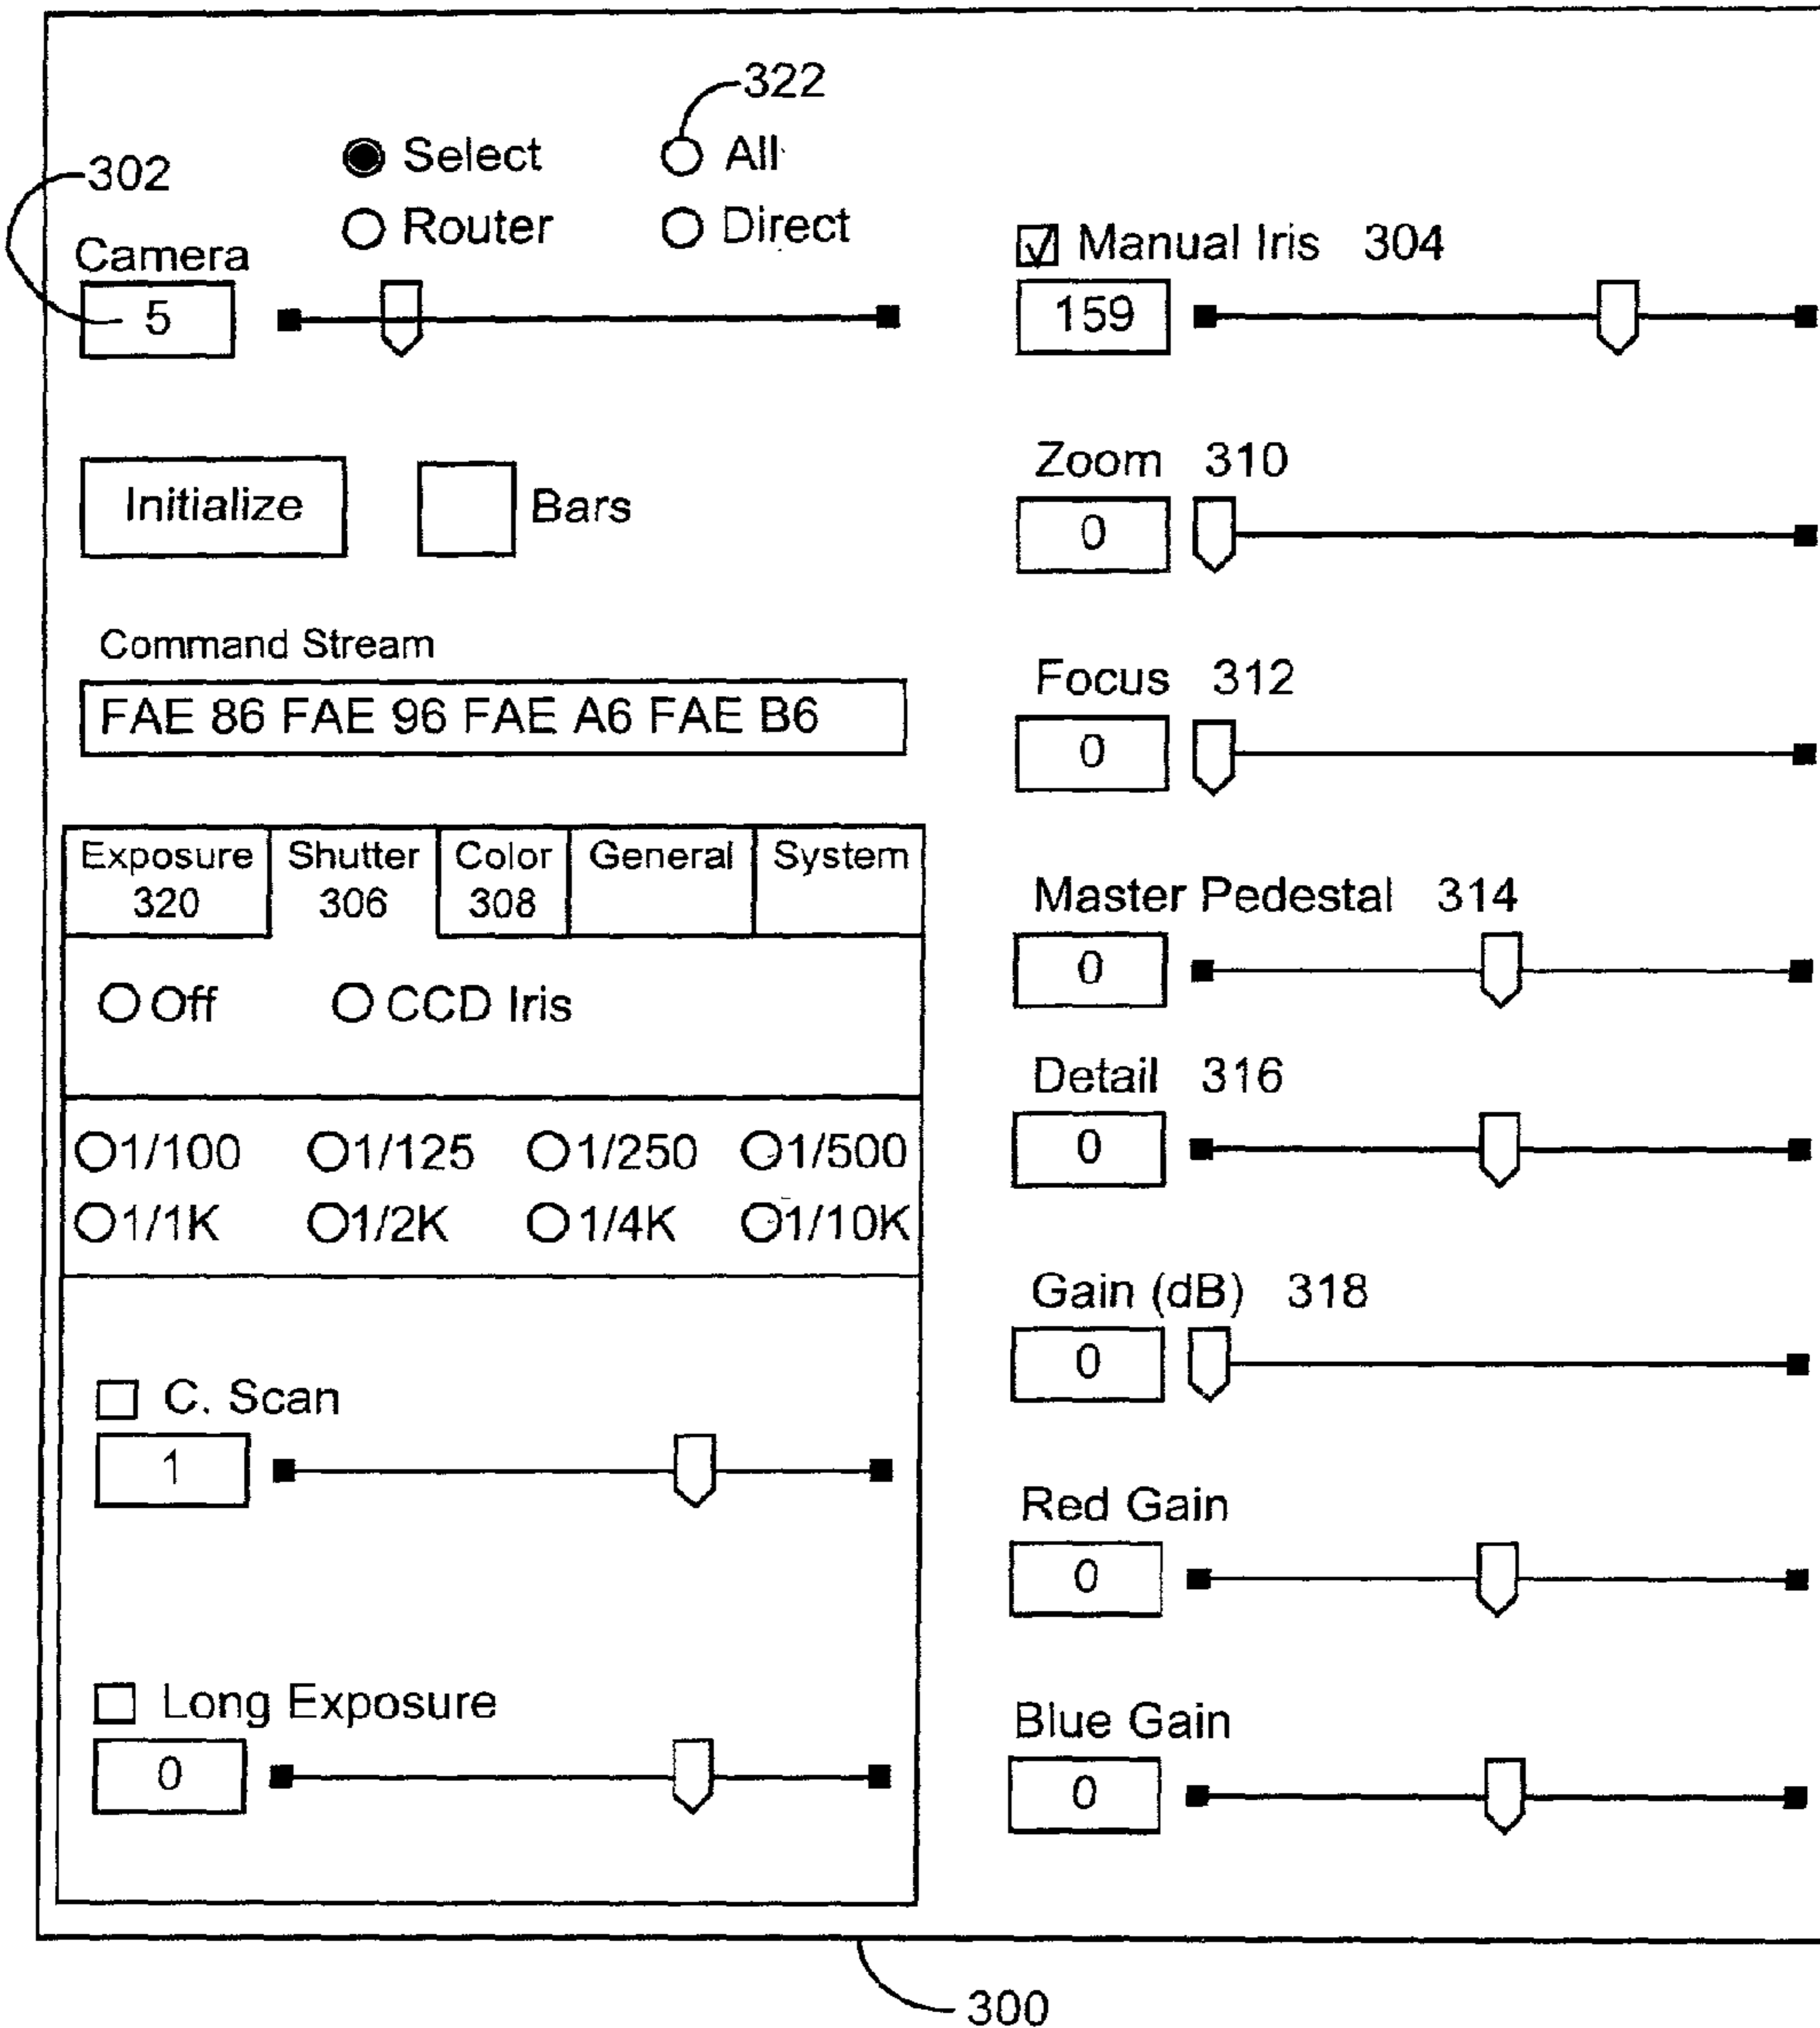 322
302
Select
All
Router
Direct
Camera
5
Initialize
Bars
Command Stream
FAE 86 FAE 96 FAE A6 FAE B6
Exposure Shutter Color General System
320 306 308
Off
CCD Iris
1/100 1/125 1/250 1/500
1/1K 1/2K 1/4K 1/10K
C. Scan
1
Long Exposure
0
Manual Iris 304
159
Zoom 310
0
Focus 312
0
Master Pedestal 314
0
Detail 316
0
Gain (dB) 318
0
Red Gain
0
Blue Gain
0
300